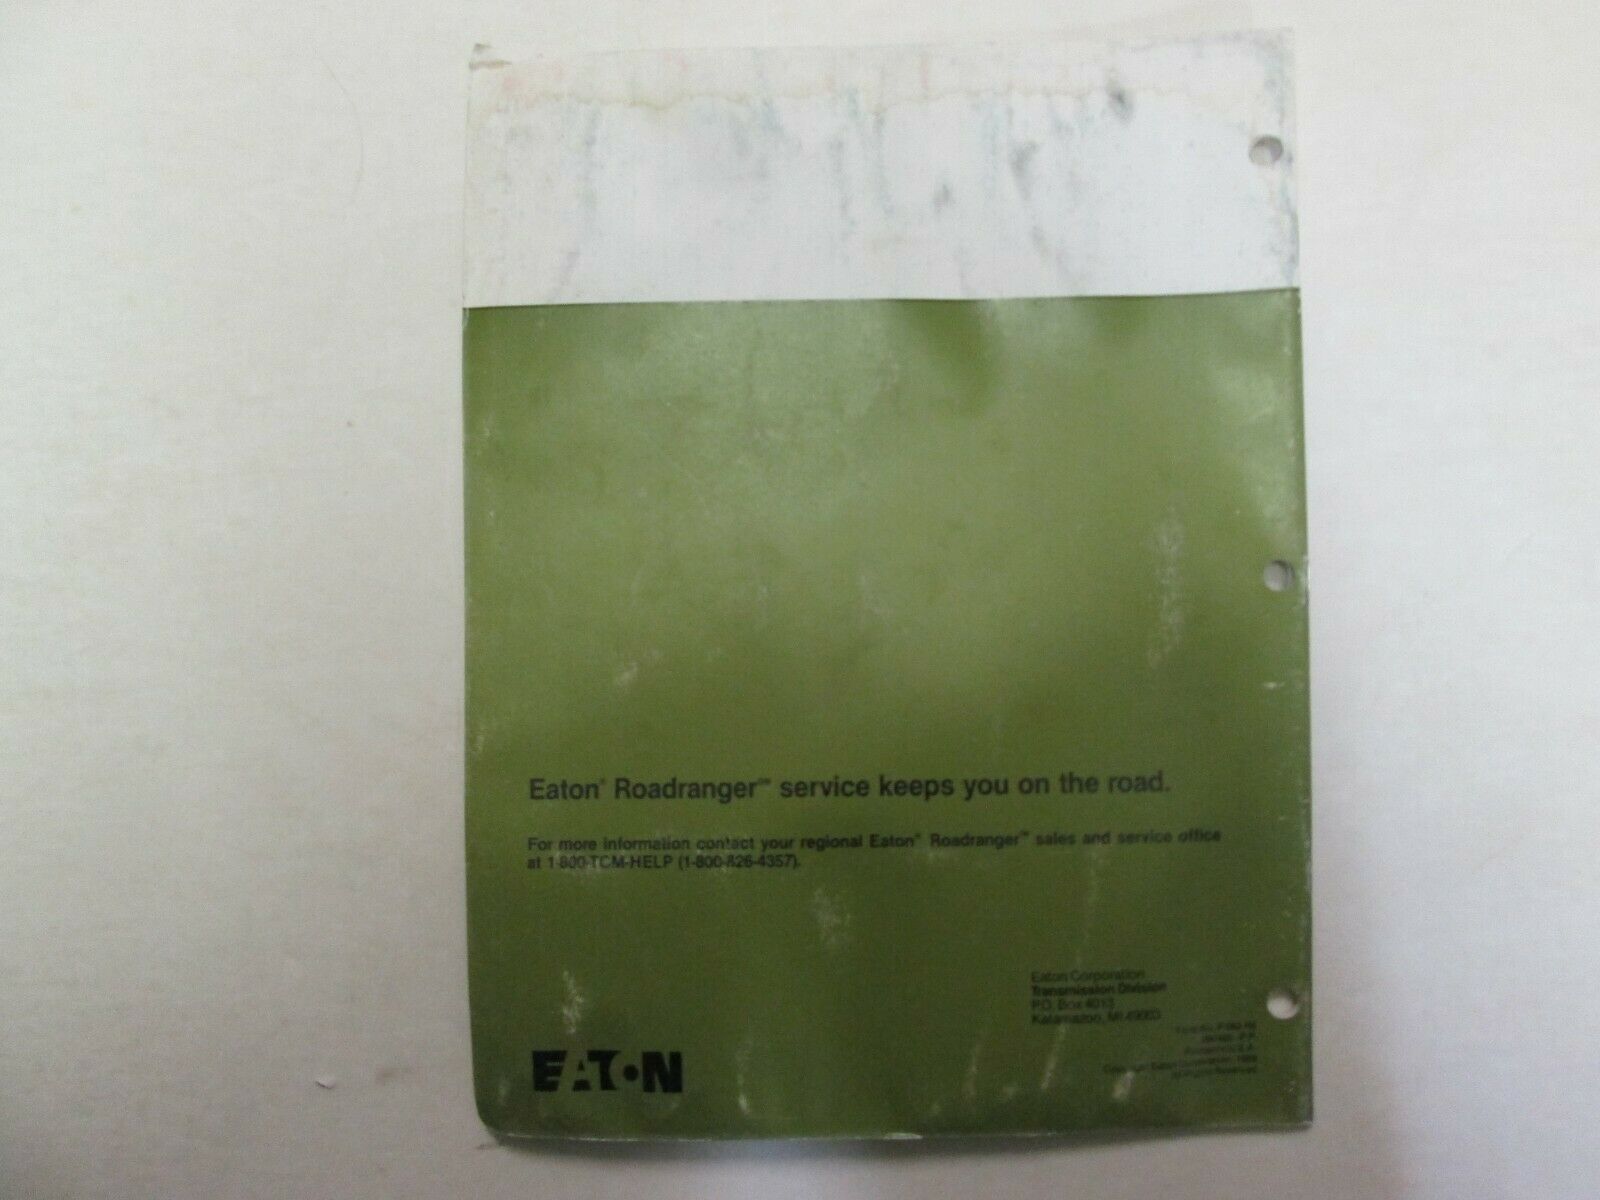 Eaton® Roadranger℠ service keeps you on the road.
For more information contact your regional Eaton® Roadranger℠ sales and service office
at 1-800-TCM-HELP (1-800-826-4357).
Eaton Corporation
Transmission Division
P.O. Box 4013
Kalamazoo, MI 49003
EATON